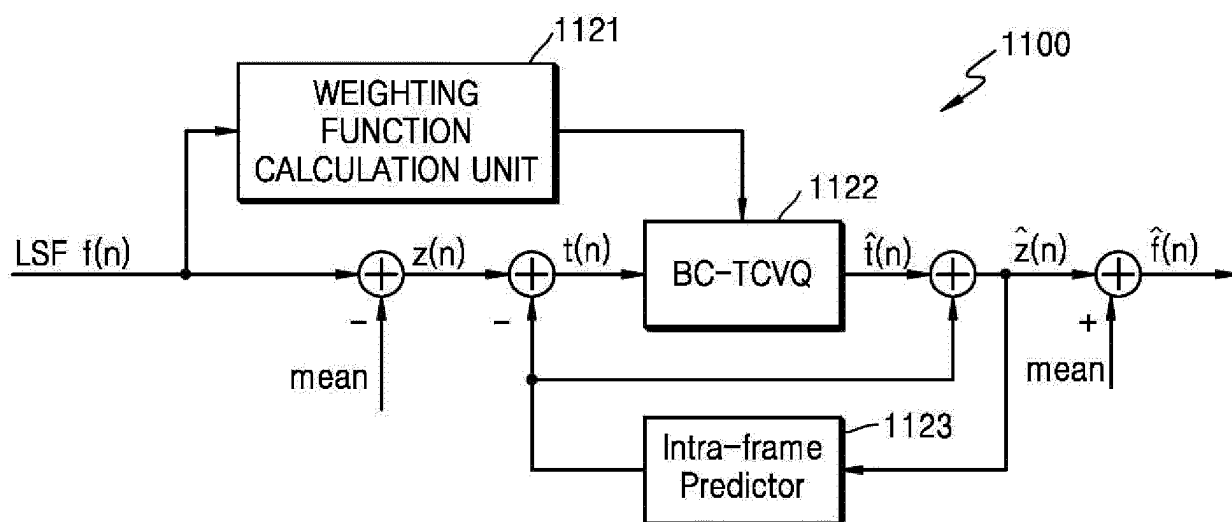 1121
1100
WEIGHTING
FUNCTION
CALCULATION UNIT
1122
LSF f(n)
z(n)
t(n)
BC-TCVQ
t̂(n)
ẑ(n)
f̂(n)
-
-
+
mean
mean
1123
Intra-frame
Predictor